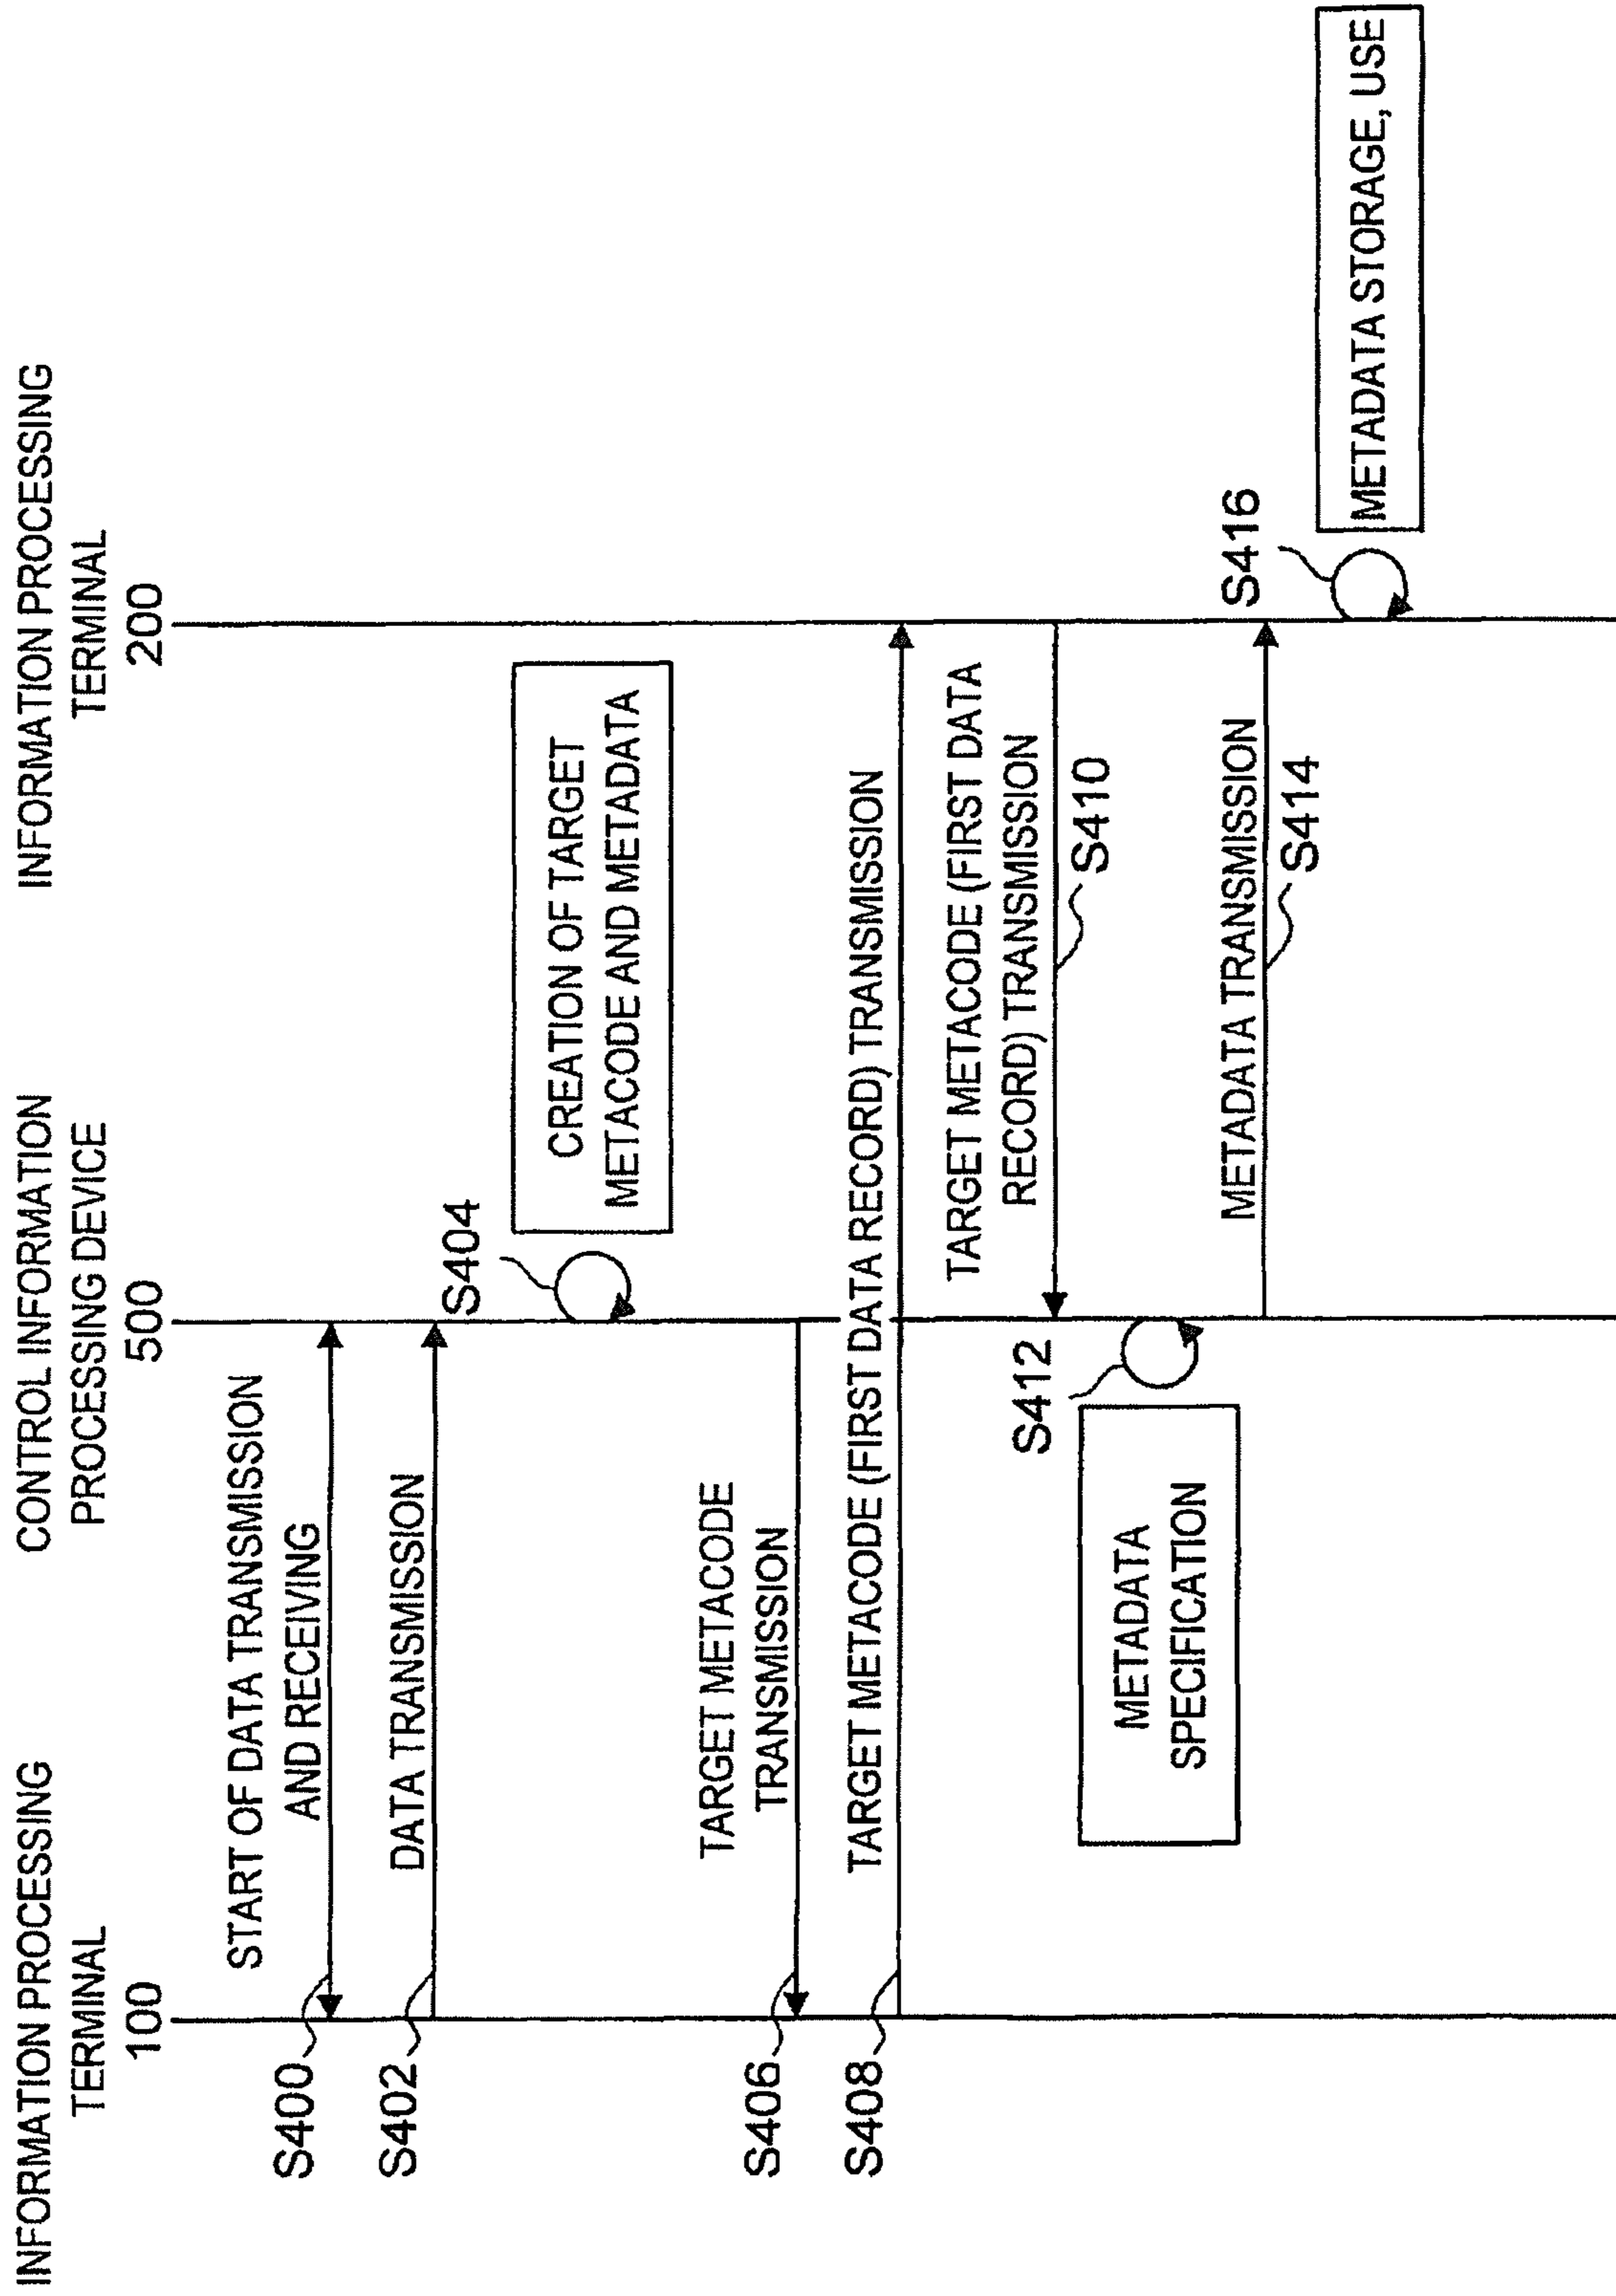 INFORMATION PROCESSING
TERMINAL
100
CONTROL INFORMATION
PROCESSING DEVICE
500
INFORMATION PROCESSING
TERMINAL
200
S400
START OF DATA TRANSMISSION
AND RECEIVING
S402
DATA TRANSMISSION
S404
CREATION OF TARGET
METACODE AND METADATA
S406
TARGET METACODE
TRANSMISSION
S408
TARGET METACODE (FIRST DATA RECORD) TRANSMISSION
TARGET METACODE (FIRST DATA
RECORD) TRANSMISSION
S410
S412
METADATA
SPECIFICATION
METADATA TRANSMISSION
S414
S416
METADATA STORAGE, USE